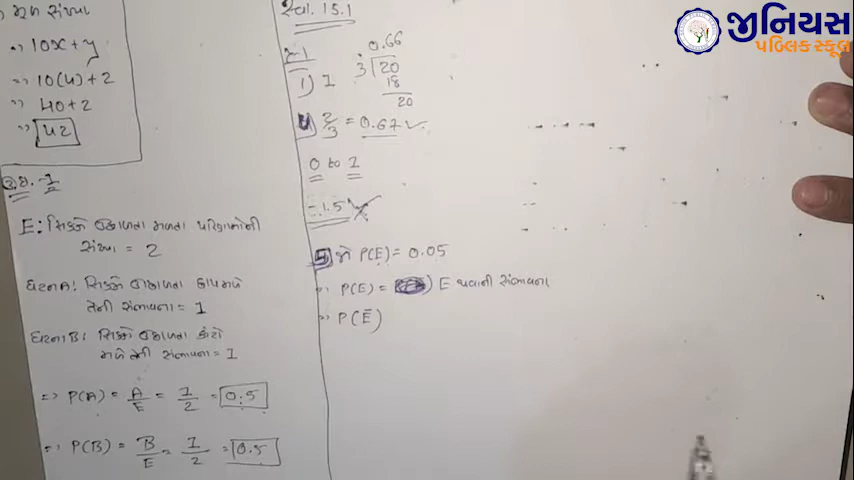 જીનિયસ
પબ્લિક સ્કૂલ
મૂળ સંખ્યા
=> 10x + y
=> 10(4) + 2
=> 40 + 2
=> 42
ઉદા. -1
E: સિક્કો ઉછાળતા મળતા પરિણામોની
સંખ્યા = 2
ઘટના A: સિક્કો ઉછાળતા છાપ મળે
તેની સંભાવના = 1
ઘટના B: સિક્કો ઉછાળતા કાંટો
મળે તેની સંભાવના = 1
=> P(A) = A/E = 1/2 = 0.5
=> P(B) = B/E = 1/2 = 0.5
સ્વા. 15.1
1) 1
0.66
3 20
18
20
4 2/3 = 0.67 ✓
0 to 1
-1.5 ✗
5 જો P(E) = 0.05
=> P(E) = E થવાની સંભાવના
=> P(Ē)